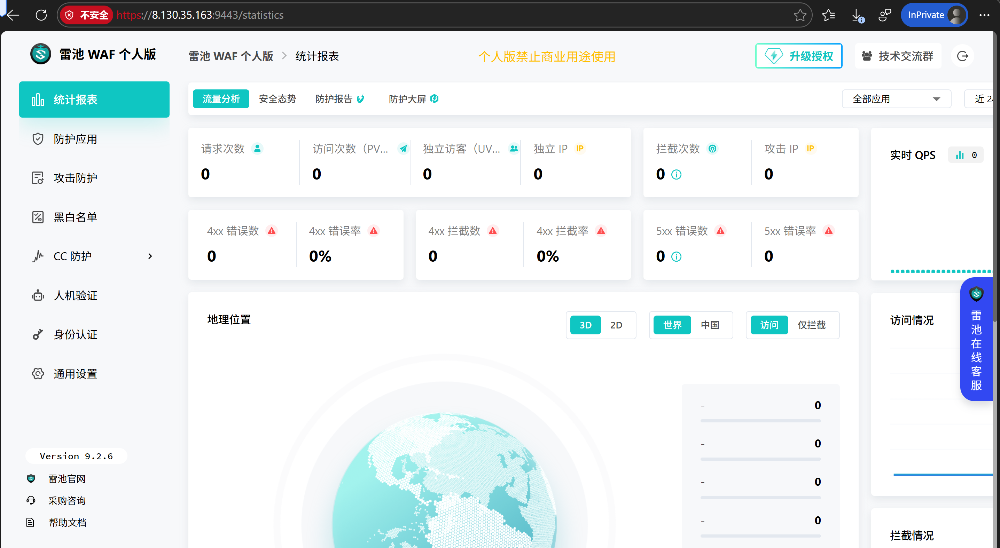 不安全 https://8.130.35.163:9443/statistics InPrivate
雷池 WAF 个人版
雷池 WAF 个人版 > 统计报表
个人版禁止商业用途使用
升级授权
技术交流群
统计报表
防护应用
攻击防护
黑白名单
CC 防护
人机验证
身份认证
通用设置
Version 9.2.6
雷池官网
采购咨询
帮助文档
流量分析 安全态势 防护报告 防护大屏
全部应用
近 24
请求次数
0
访问次数（PV...
0
独立访客（UV...
0
独立 IP IP
0
拦截次数
0
攻击 IP IP
0
实时 QPS 0
4xx 错误数
0
4xx 错误率
0%
4xx 拦截数
0
4xx 拦截率
0%
5xx 错误数
0
5xx 错误率
0
地理位置
3D 2D
世界 中国
访问 仅拦截
- 0
- 0
- 0
- 0
访问情况
拦截情况
雷池在线客服